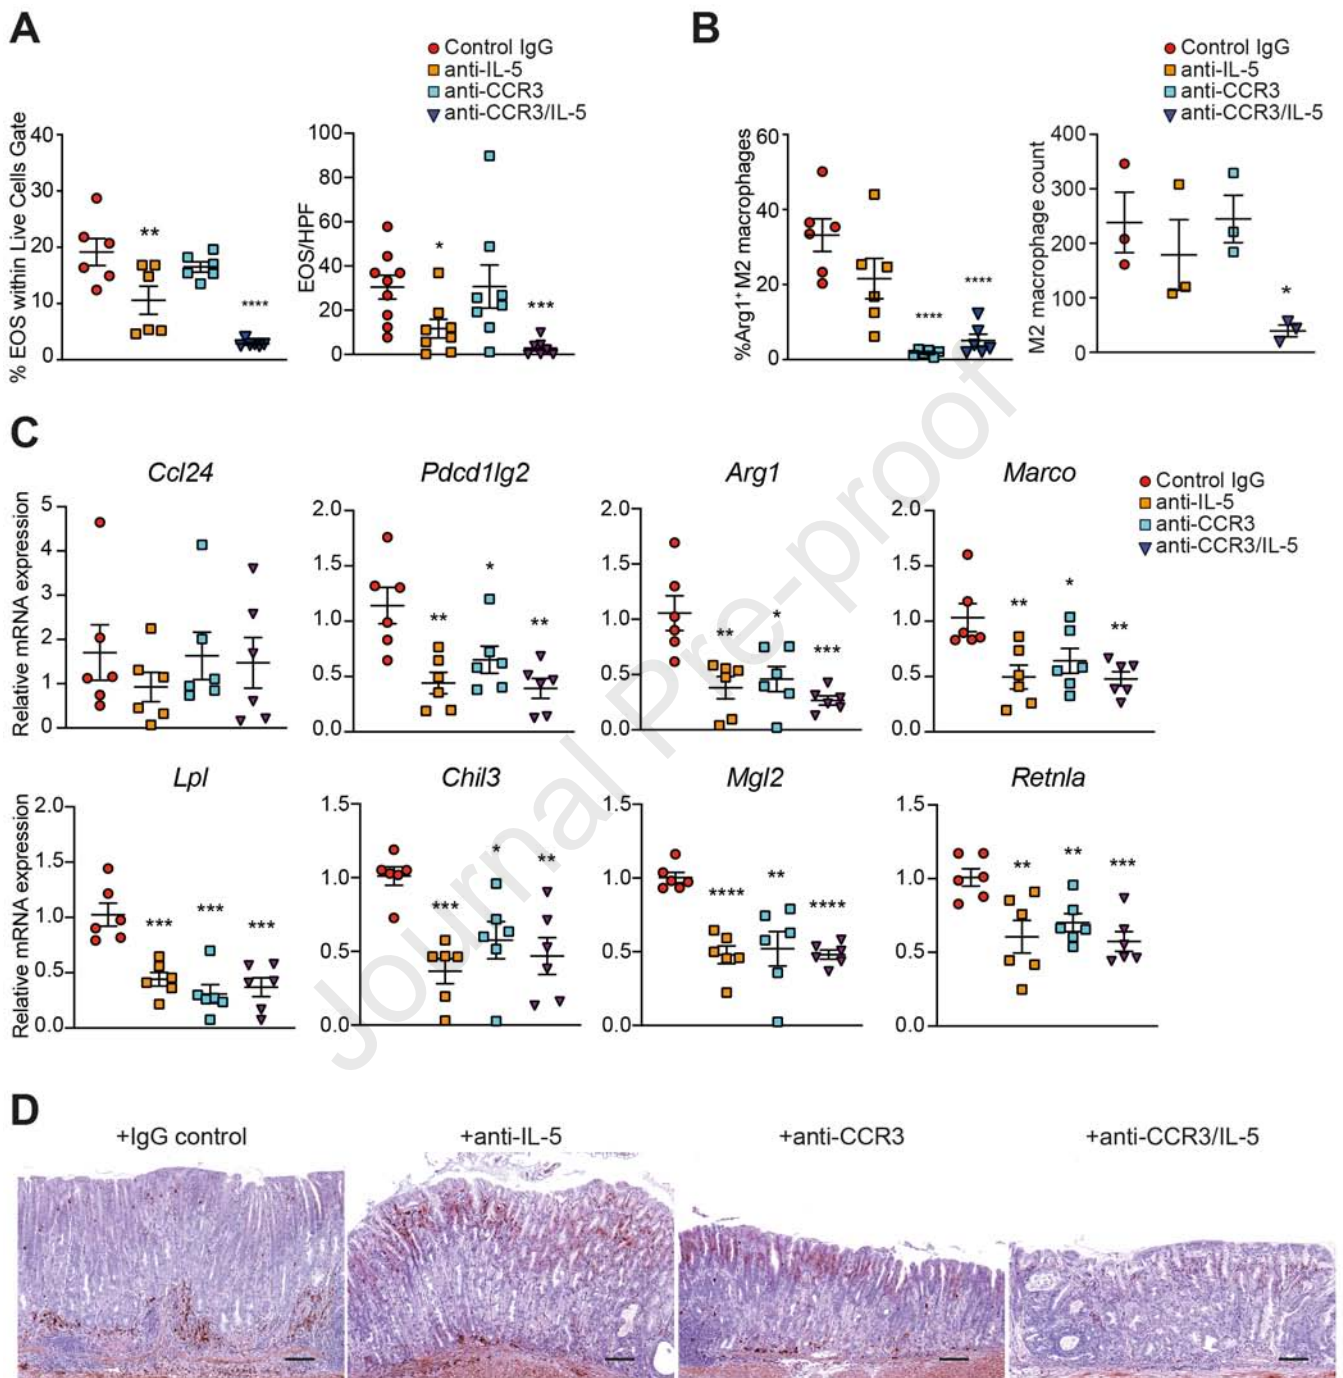 A
Control IgG
anti-IL-5
anti-CCR3
anti-CCR3/IL-5
% EOS within Live Cells Gate
40
30
20
10
0
**
****
EOS/HPF
100
80
60
40
20
0
*
***
B
Control IgG
anti-IL-5
anti-CCR3
anti-CCR3/IL-5
%Arg1+ M2 macrophages
60
40
20
0
****
****
M2 macrophage count
400
300
200
100
0
*
C
Control IgG
anti-IL-5
anti-CCR3
anti-CCR3/IL-5
Ccl24
Relative mRNA expression
5
4
3
2
1
0
Pdcd1lg2
2.0
1.5
1.0
0.5
0.0
**
*
**
Arg1
2.0
1.5
1.0
0.5
0.0
**
*
***
Marco
2.0
1.5
1.0
0.5
0.0
**
*
**
Lpl
Relative mRNA expression
2.0
1.5
1.0
0.5
0.0
***
***
***
Chil3
1.5
1.0
0.5
0.0
***
*
**
Mgl2
1.5
1.0
0.5
0.0
****
**
****
Retnla
1.5
1.0
0.5
0.0
**
**
***
D
+IgG control
+anti-IL-5
+anti-CCR3
+anti-CCR3/IL-5
Journal Pre-proof